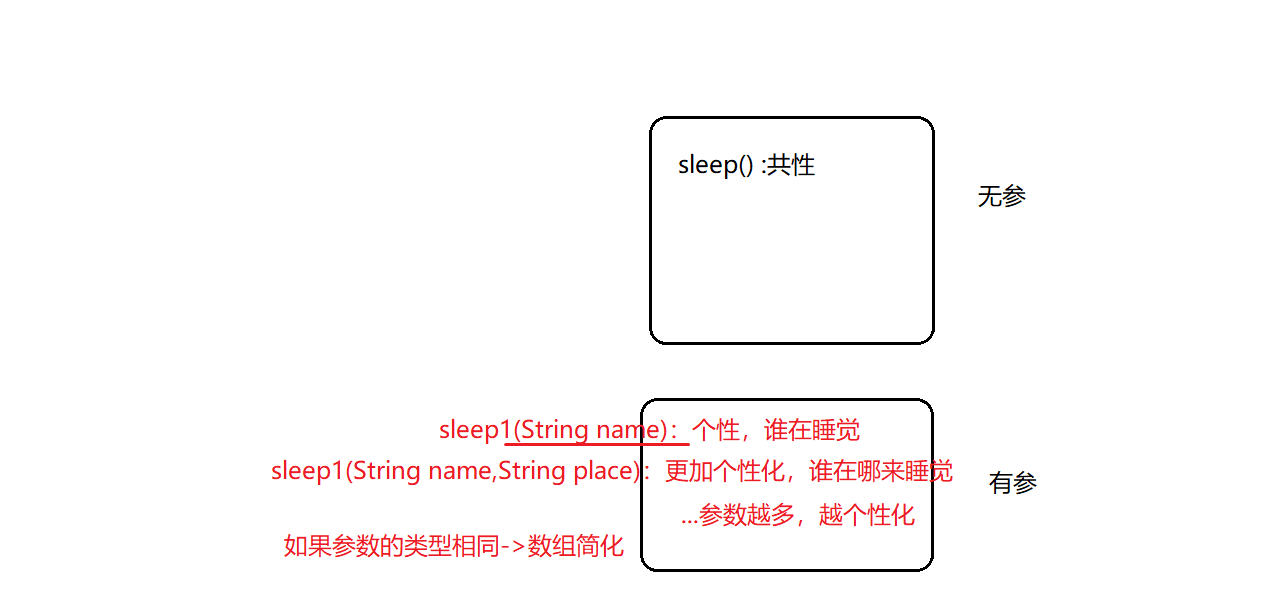 sleep() :共性
无参
sleep1(String name)：个性，谁在睡觉
sleep1(String name,String place)：更加个性化，谁在哪来睡觉
有参
...参数越多，越个性化
如果参数的类型相同->数组简化